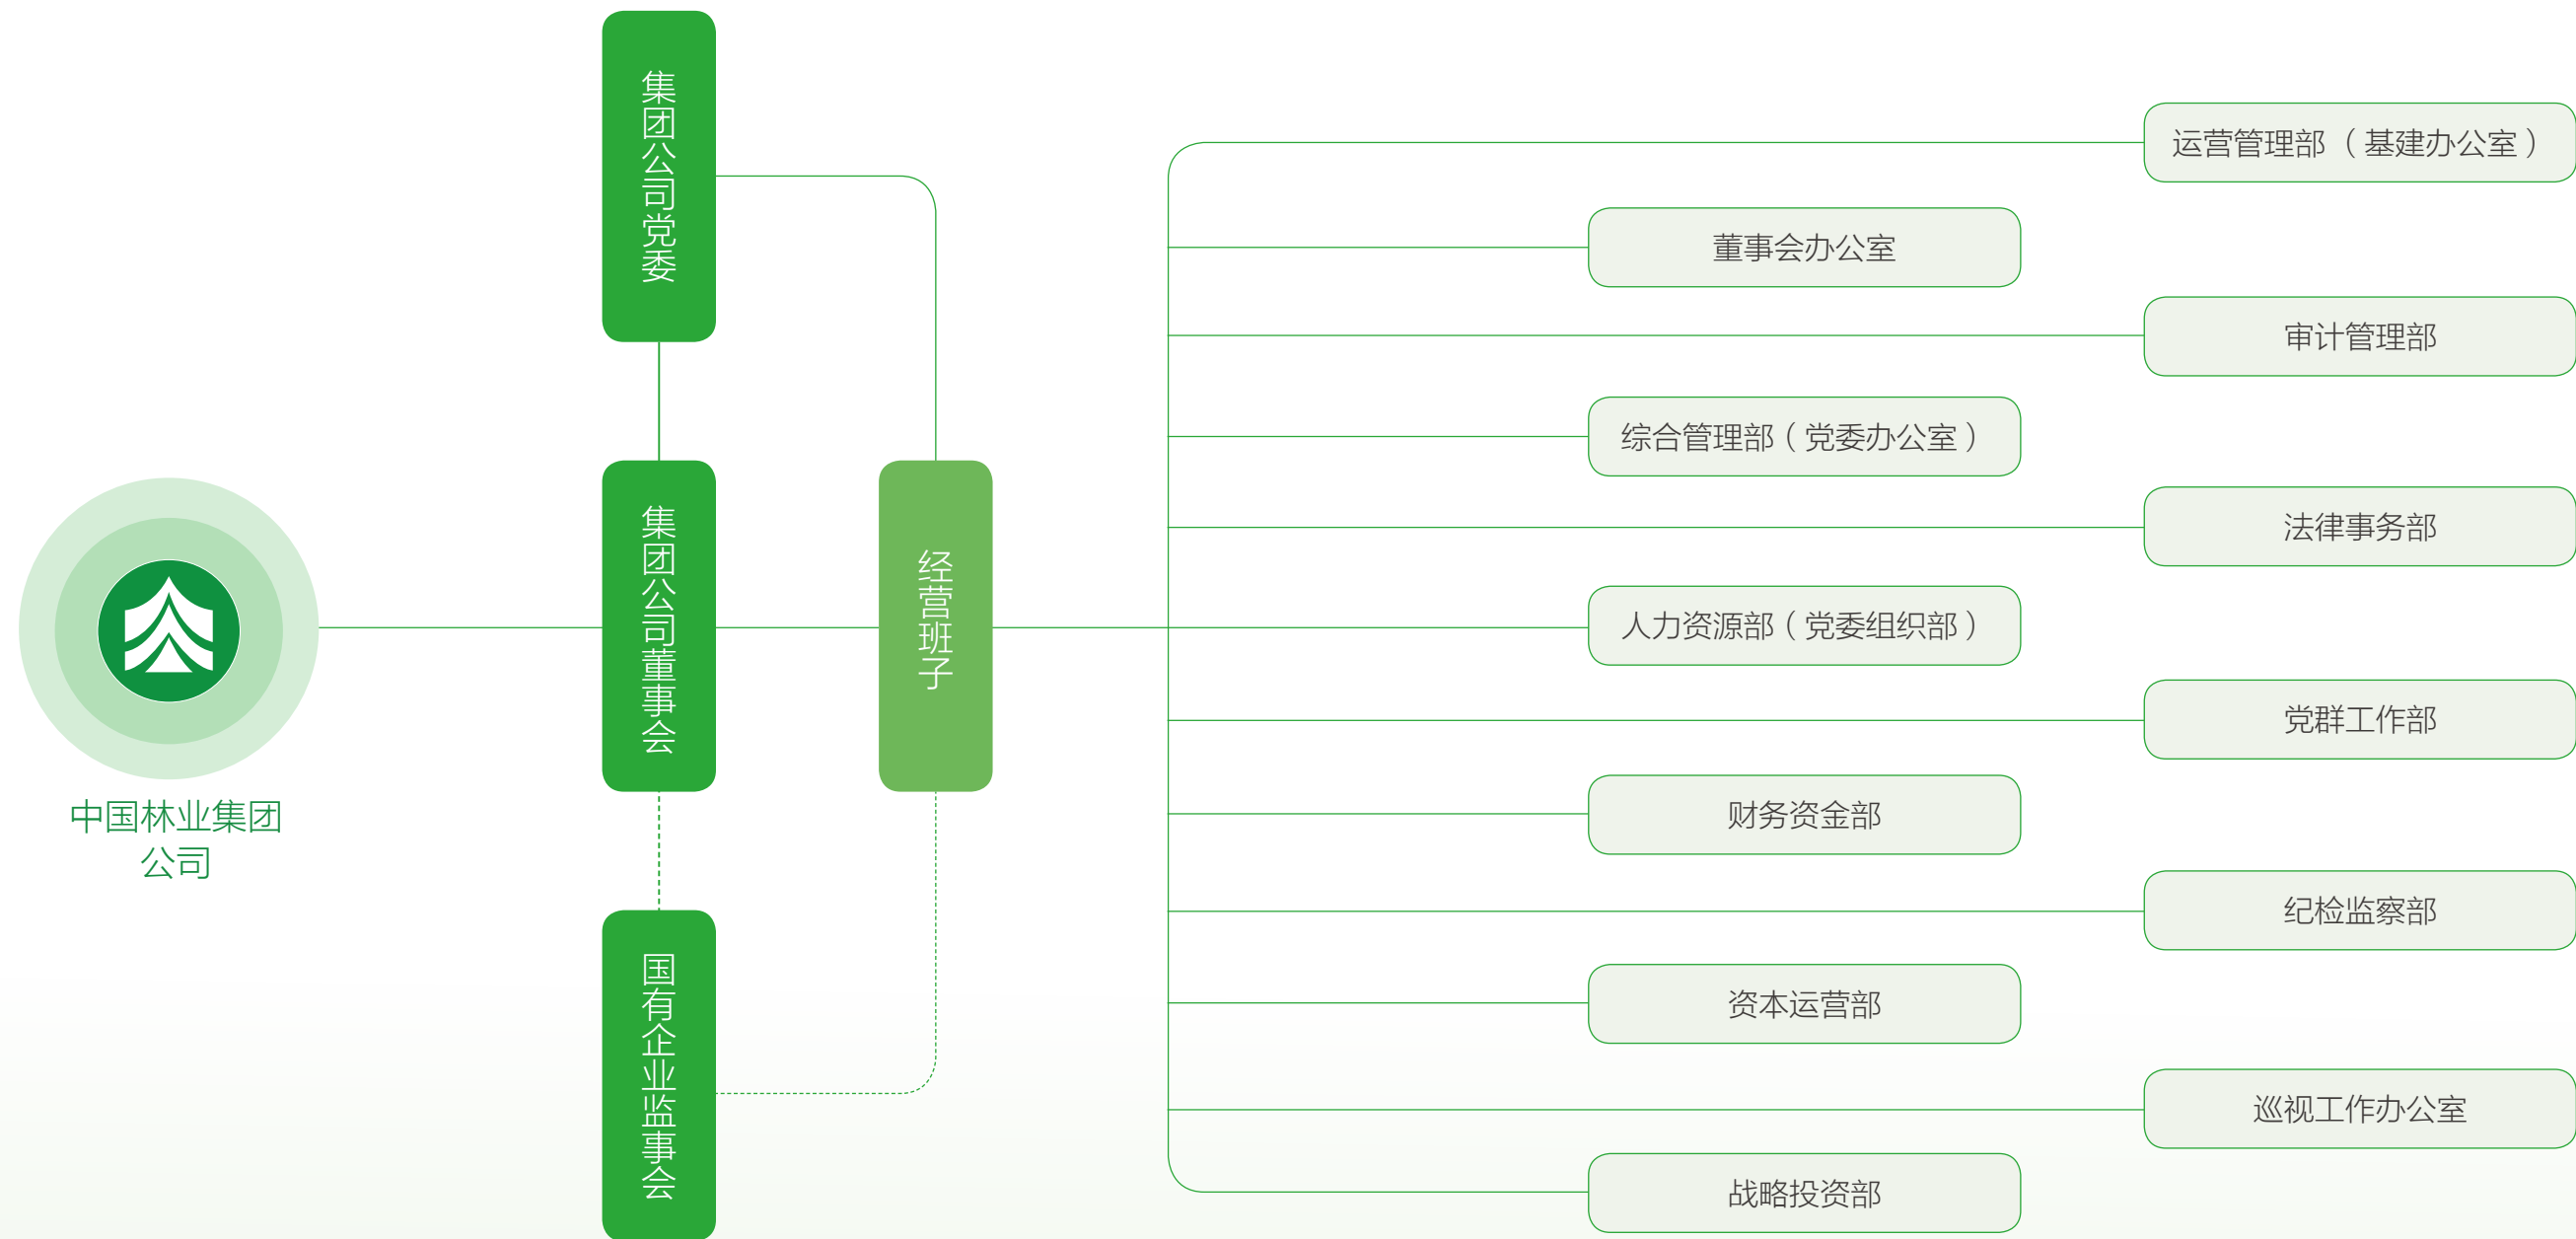 中国林业集团
公司
集团公司党委
集团公司董事会
国有企业监事会
经营班子
运营管理部（基建办公室）
董事会办公室
审计管理部
综合管理部（党委办公室）
法律事务部
人力资源部（党委组织部）
党群工作部
财务资金部
纪检监察部
资本运营部
巡视工作办公室
战略投资部